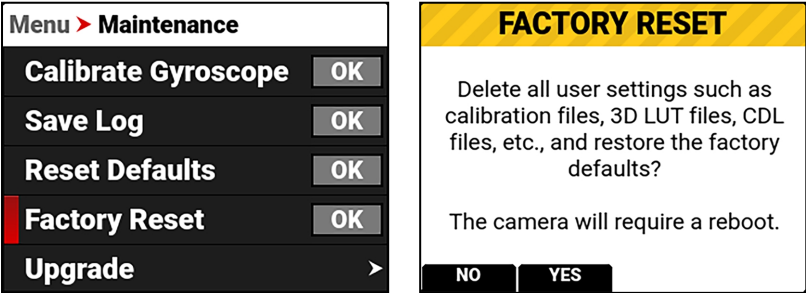 Menu ➤ Maintenance
Calibrate Gyroscope OK
Save Log OK
Reset Defaults OK
Factory Reset OK
Upgrade ➤
FACTORY RESET
Delete all user settings such as
calibration files, 3D LUT files, CDL
files, etc., and restore the factory
defaults?
The camera will require a reboot.
NO YES